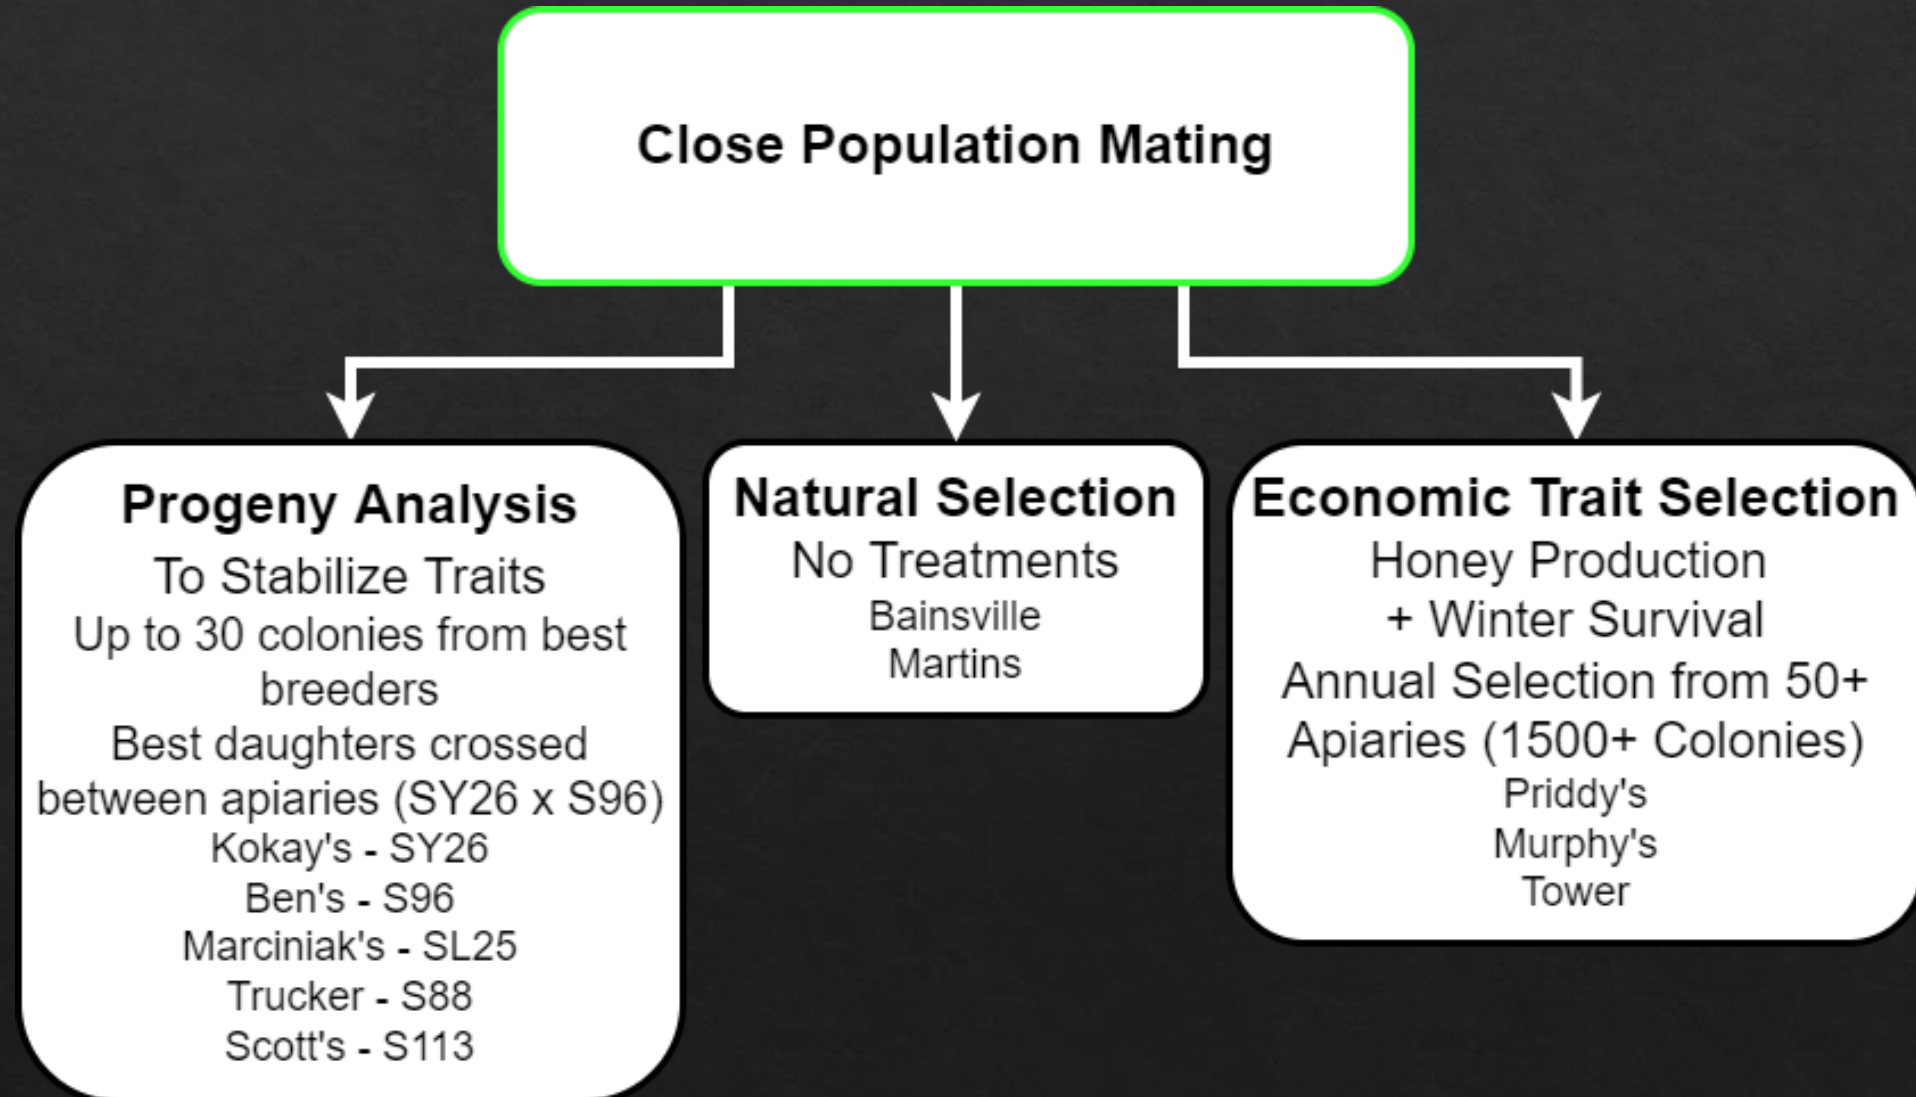 Close Population Mating
Progeny Analysis
To Stabilize Traits
Up to 30 colonies from best
breeders
Best daughters crossed
between apiaries (SY26 x S96)
Kokay's - SY26
Ben's - S96
Marciniak's - SL25
Trucker - S88
Scott's - S113
Natural Selection
No Treatments
Bainsville
Martins
Economic Trait Selection
Honey Production
+ Winter Survival
Annual Selection from 50+
Apiaries (1500+ Colonies)
Priddy's
Murphy's
Tower